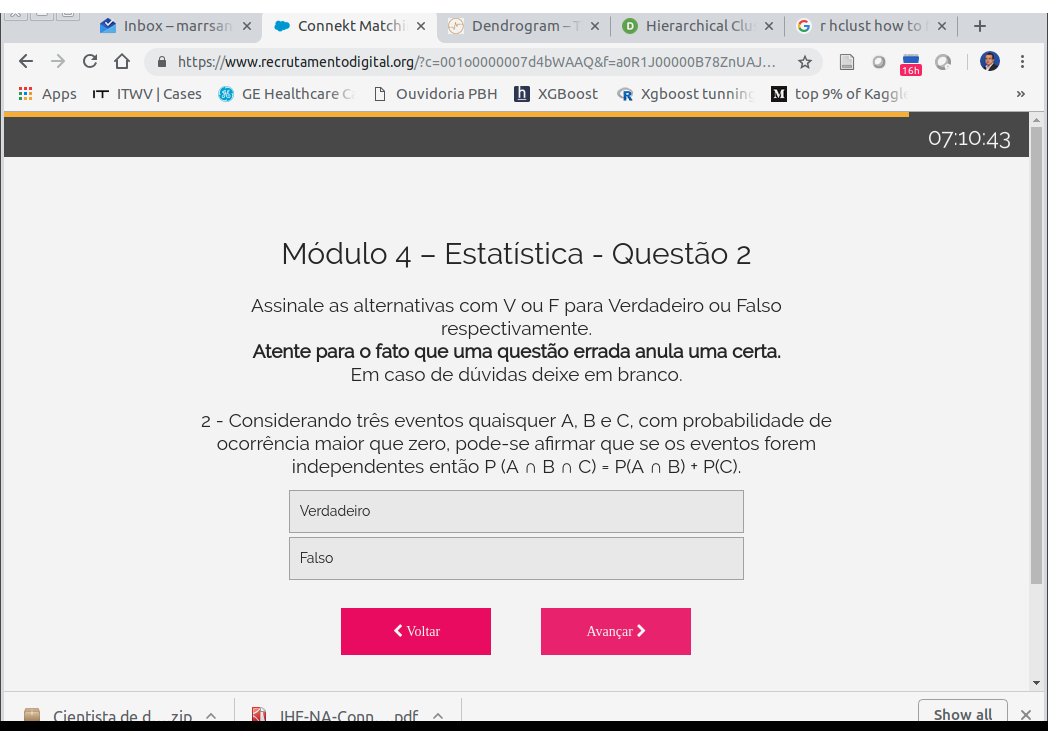 Inbox – marrsan
Connekt Matchi
Dendrogram – T
Hierarchical Clu
r hclust how to
https://www.recrutamentodigital.org/?c=001o0000007d4bWAAQ&f=a0R1J00000B78ZnUAJ...
16h
Apps
ITWV | Cases
GE Healthcare Ca
Ouvidoria PBH
XGBoost
Xgboost tunning
top 9% of Kaggle
»
07:10:43
Módulo 4 – Estatística - Questão 2
Assinale as alternativas com V ou F para Verdadeiro ou Falso
respectivamente.
Atente para o fato que uma questão errada anula uma certa.
Em caso de dúvidas deixe em branco.
2 - Considerando três eventos quaisquer A, B e C, com probabilidade de
ocorrência maior que zero, pode-se afirmar que se os eventos forem
independentes então P (A ∩ B ∩ C) = P(A ∩ B) + P(C).
Verdadeiro
Falso
Voltar
Avançar
Cientista de d....zip
IHF-NA-Conn....pdf
Show all